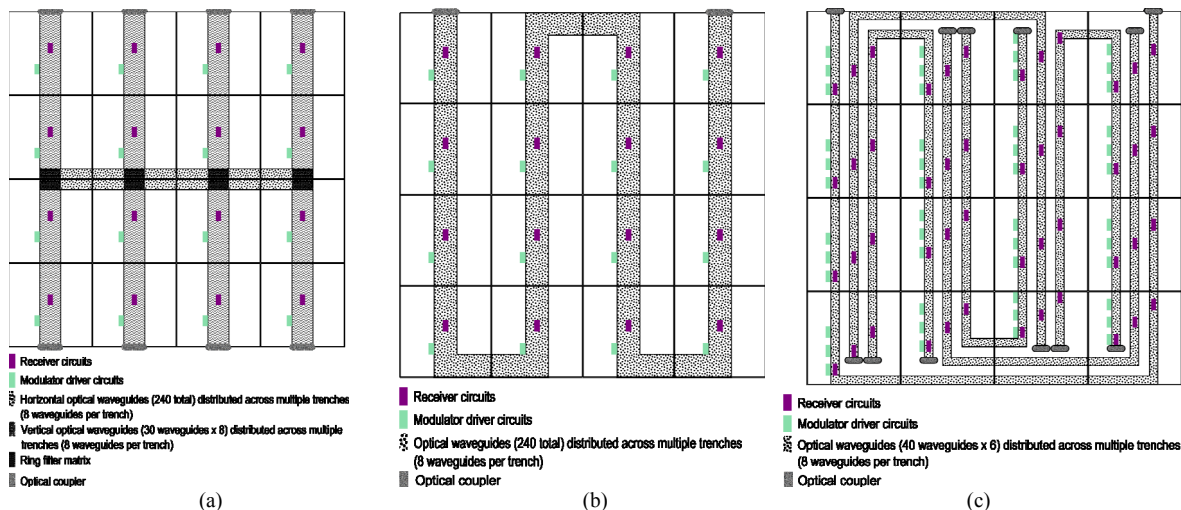 Receiver circuits
Modulator driver circuits
Horizontal optical waveguides (240 total) distributed across multiple trenches
(8 waveguides per trench)
Vertical optical waveguides (30 waveguides x 8) distributed across multiple
trenches (8 waveguides per trench)
Ring filter matrix
Optical coupler
(a)
Receiver circuits
Modulator driver circuits
Optical waveguides (240 total) distributed across multiple trenches
(8 waveguides per trench)
Optical coupler
(b)
Receiver circuits
Modulator driver circuits
Optical waveguides (40 waveguides x 6) distributed across multiple trenches
(8 waveguides per trench)
Optical coupler
(c)